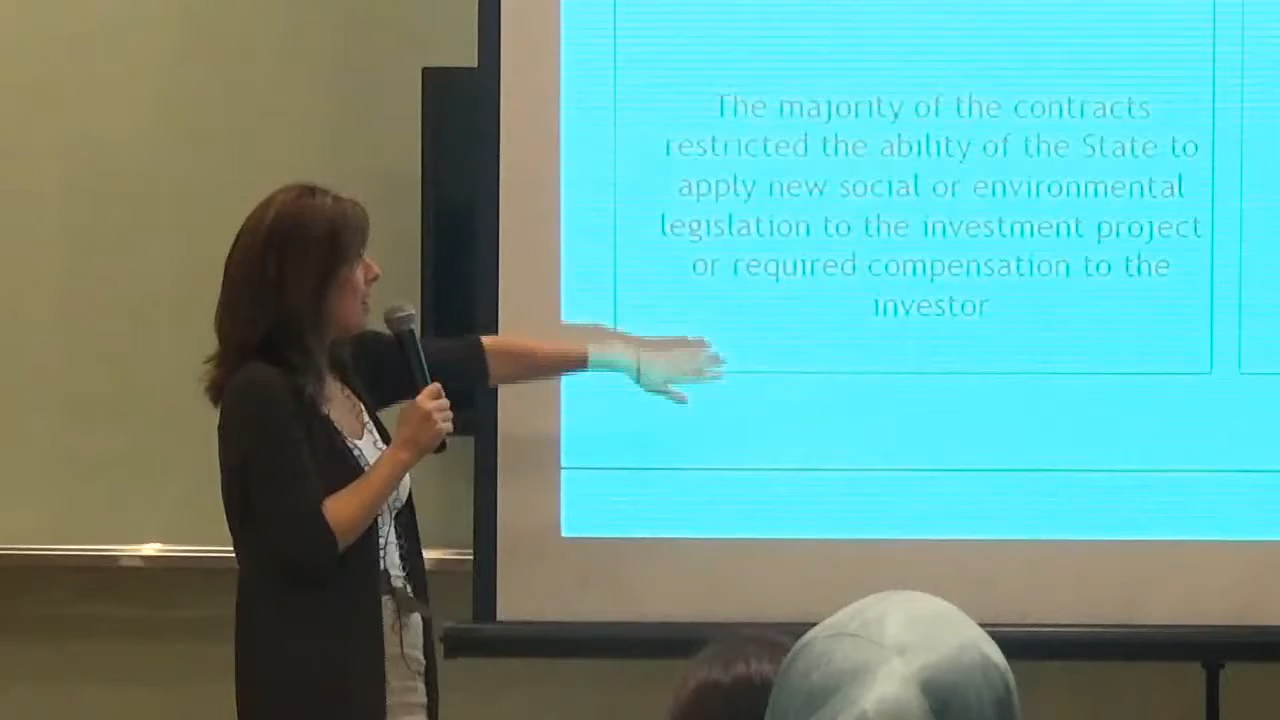 The majority of the contracts
restricted the ability of the State to
apply new social or environmental
legislation to the investment project
or required compensation to the
investor